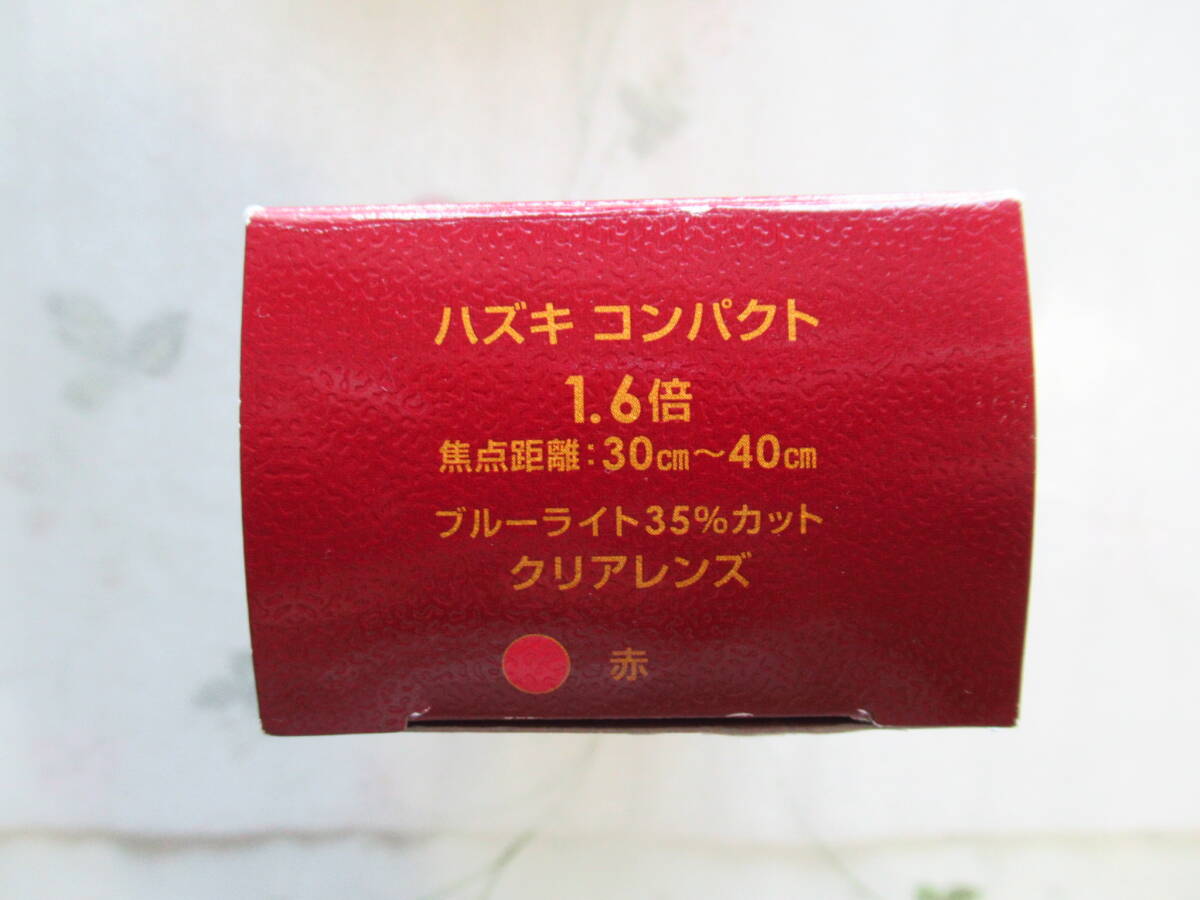 ハズキ コンパクト
1.6倍
焦点距離：30㎝～40㎝
ブルーライト35%カット
クリアレンズ
赤